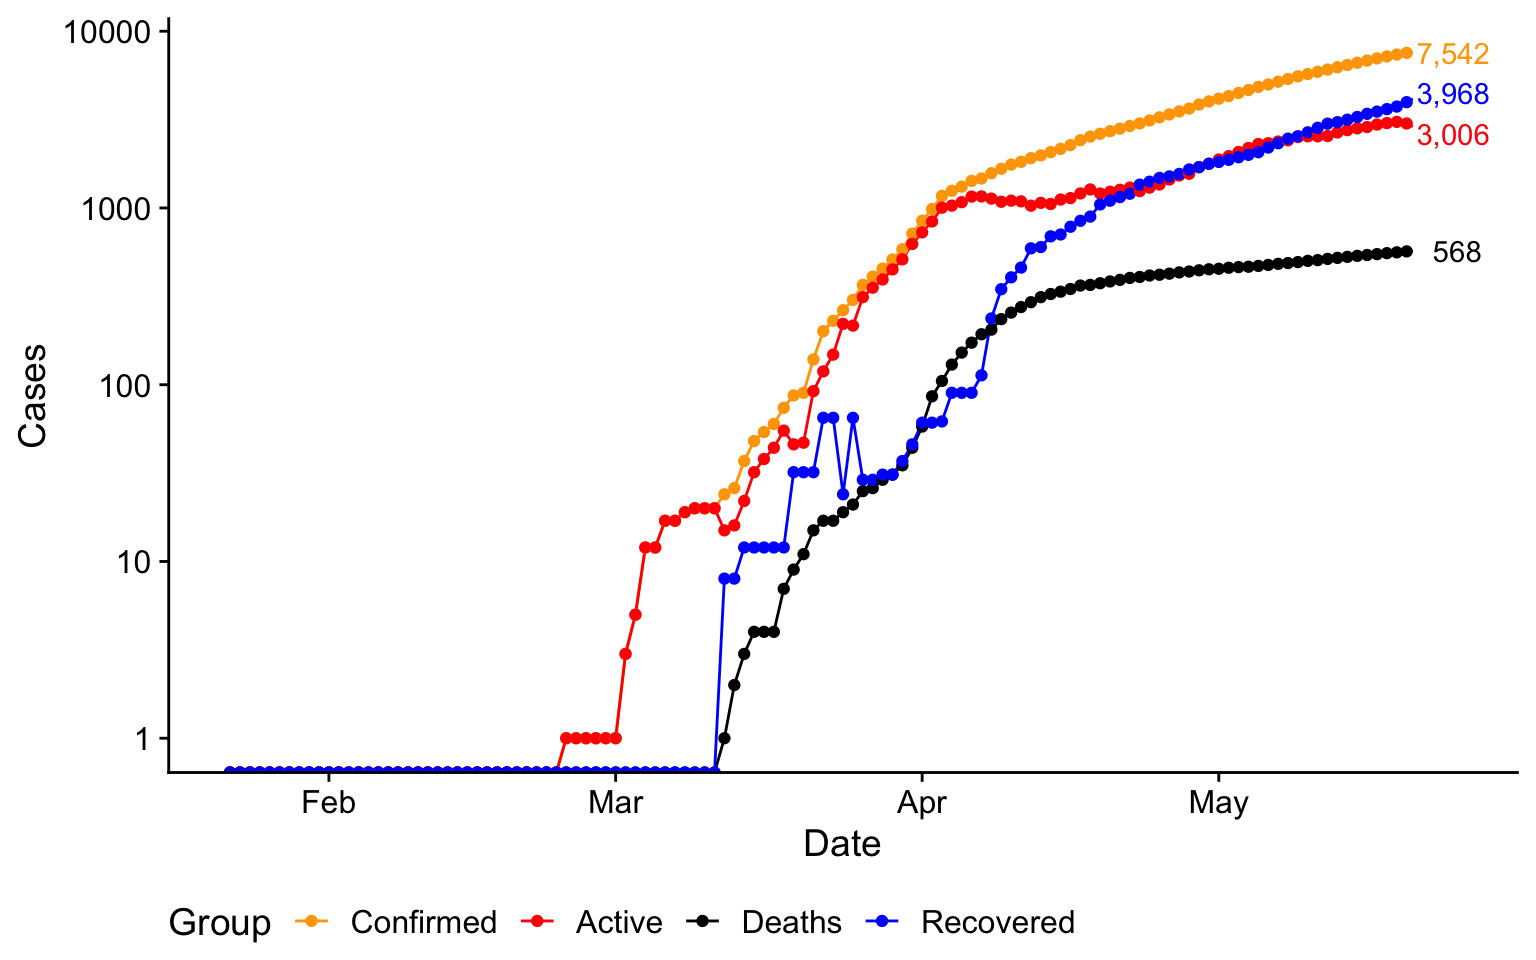 10000
1000
100
10
1
Cases
7,542
3,968
3,006
568
Feb Mar Apr May
Date
Group Confirmed Active Deaths Recovered